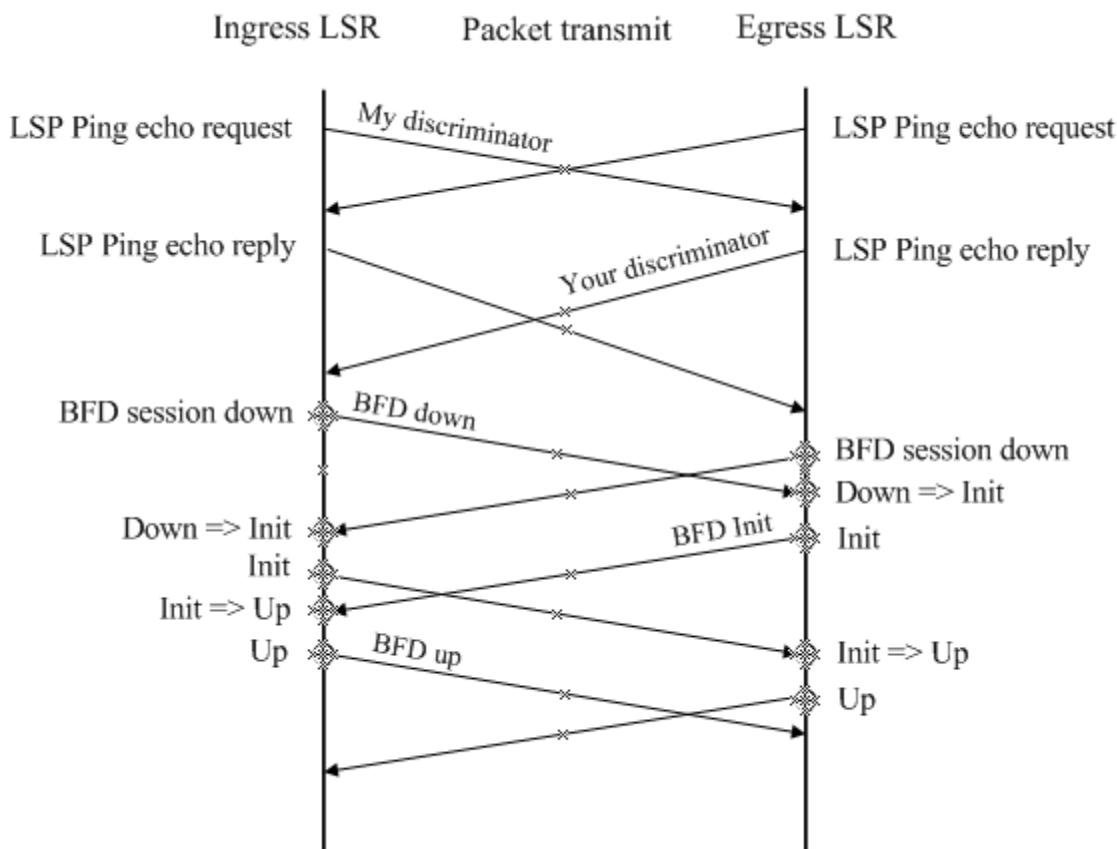 Ingress LSR Packet transmit Egress LSR
LSP Ping echo request My discriminator LSP Ping echo request
LSP Ping echo reply Your discriminator LSP Ping echo reply
BFD session down BFD down
BFD session down
Down => Init
Down => Init BFD Init Init
Init
Init => Up
Up BFD up Init => Up
Up